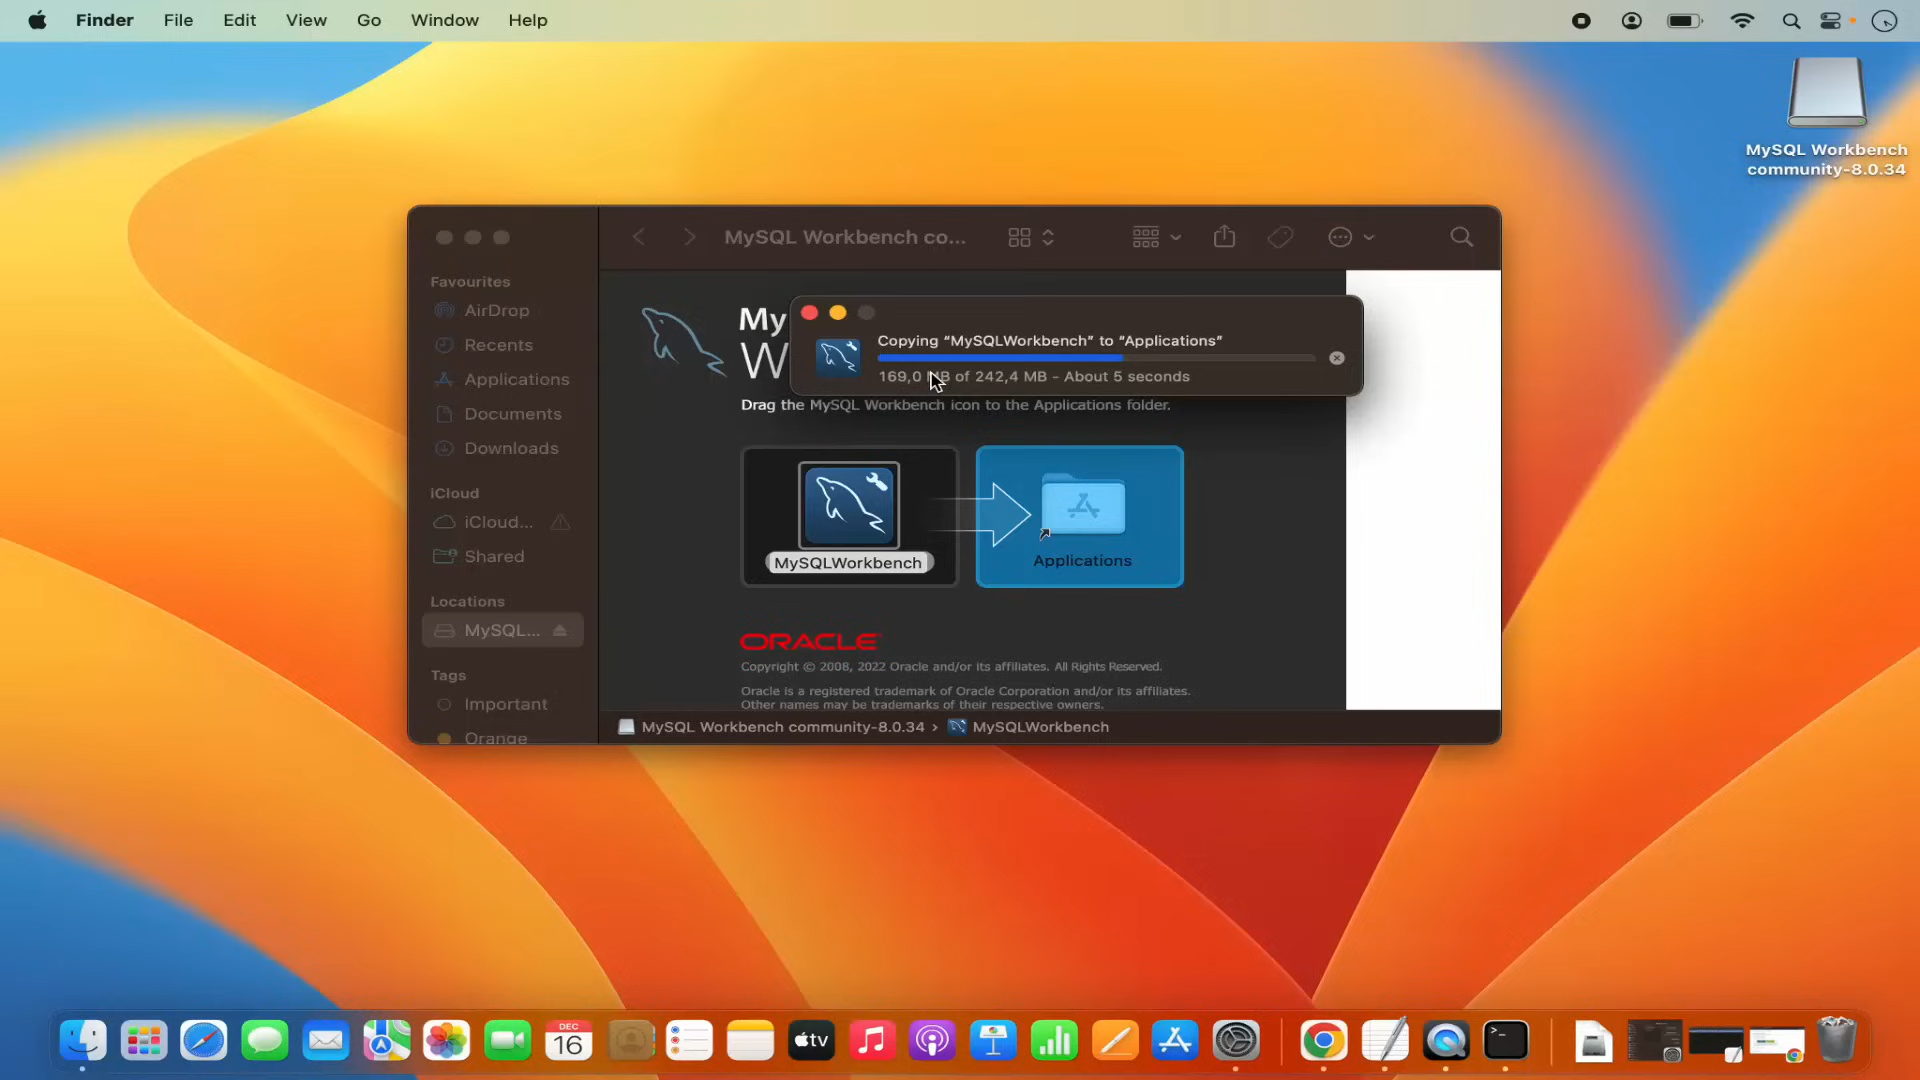 Finder File Edit View Go Window Help
MySQL Workbench
community-8.0.34
MySQL Workbench co...
Favourites
AirDrop
Recents
Applications
Documents
Downloads
iCloud
iCloud...
Shared
Locations
MySQL...
Tags
Important
Orange
My
W
Copying “MySQLWorkbench” to “Applications”
169,0 MB of 242,4 MB - About 5 seconds
Drag the MySQL Workbench icon to the Applications folder.
MySQLWorkbench
Applications
ORACLE
Copyright © 2008, 2022 Oracle and/or its affiliates. All Rights Reserved.
Oracle is a registered trademark of Oracle Corporation and/or its affiliates.
Other names may be trademarks of their respective owners.
MySQL Workbench community-8.0.34 › MySQLWorkbench
DEC
16
tv